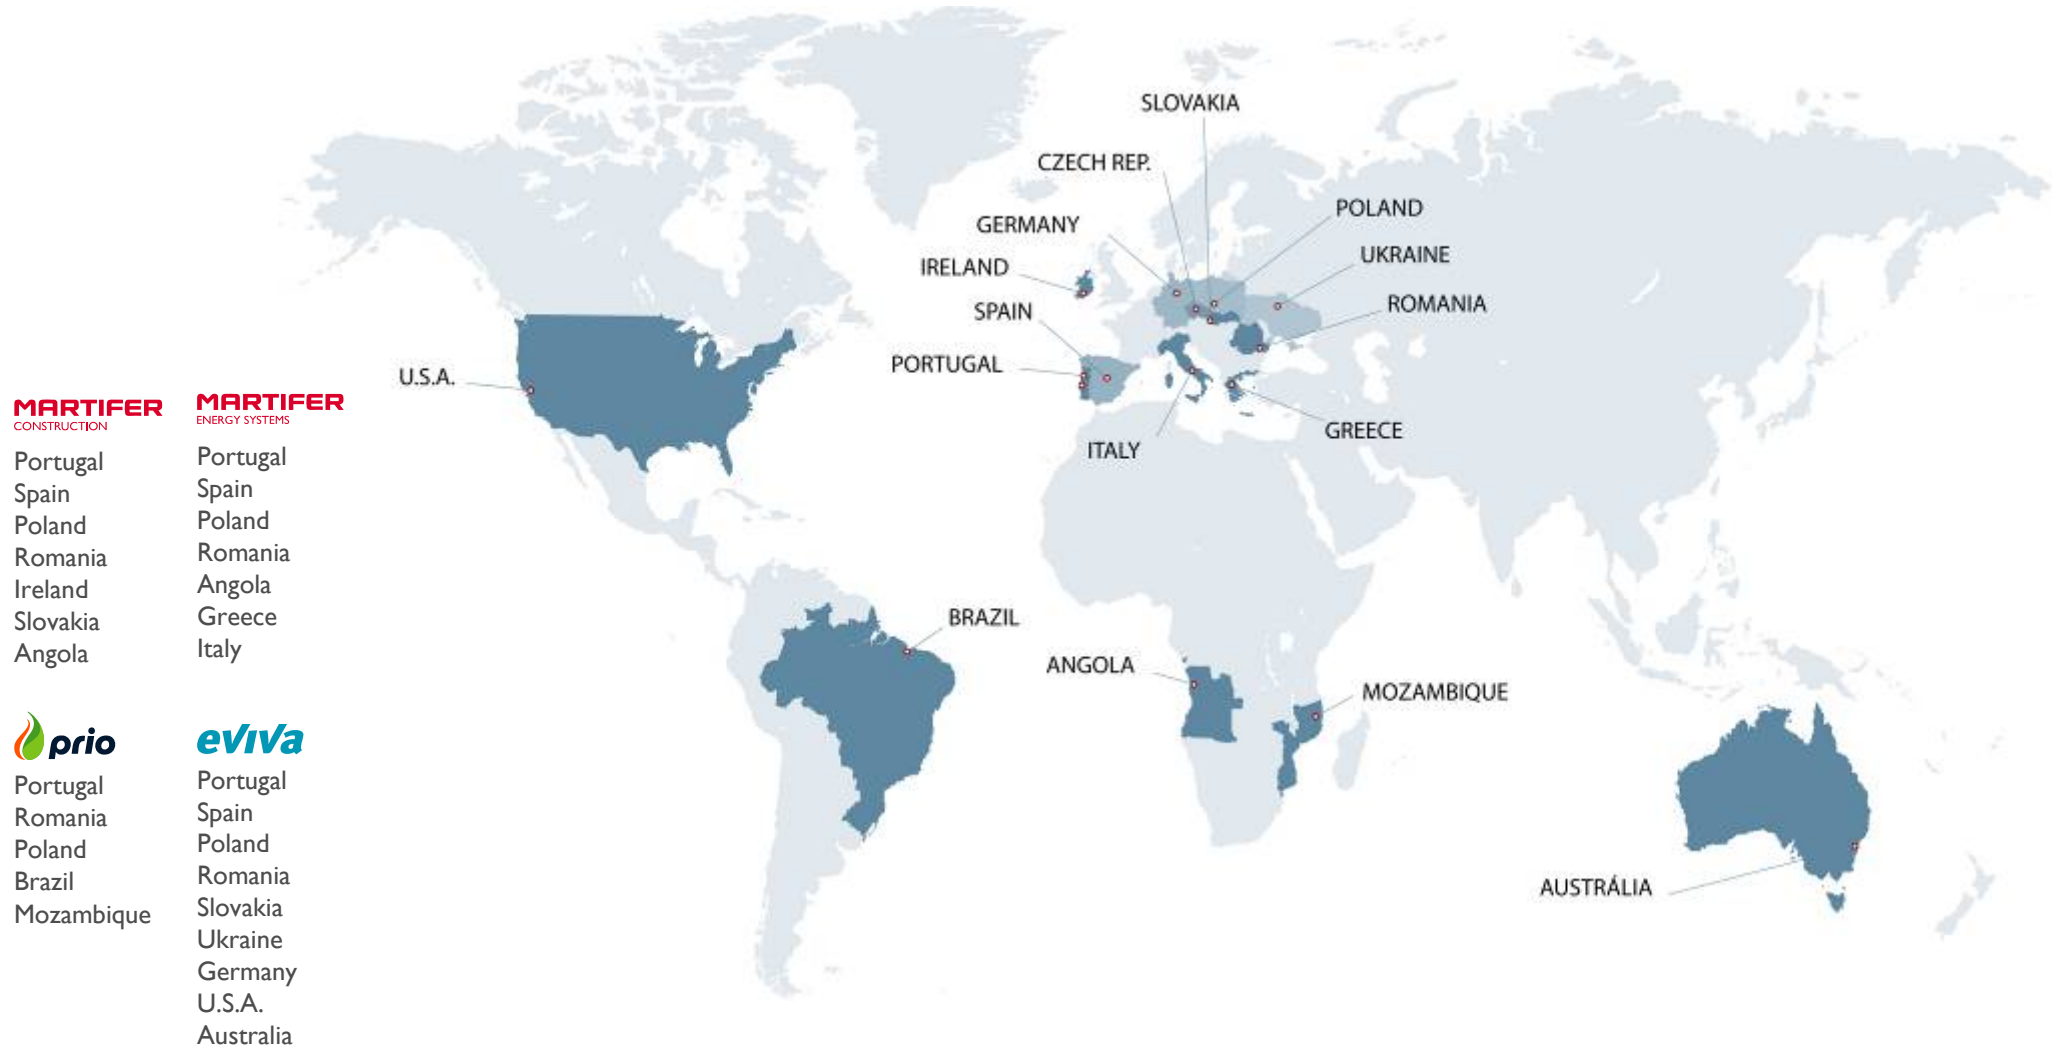 MARTIFER
CONSTRUCTION
Portugal
Spain
Poland
Romania
Ireland
Slovakia
Angola
MARTIFER
ENERGY SYSTEMS
Portugal
Spain
Poland
Romania
Angola
Greece
Italy
prio
Portugal
Romania
Poland
Brazil
Mozambique
eviva
Portugal
Spain
Poland
Romania
Slovakia
Ukraine
Germany
U.S.A.
Australia
SLOVAKIA
CZECH REP.
POLAND
GERMANY
UKRAINE
IRELAND
ROMANIA
SPAIN
PORTUGAL
U.S.A.
GREECE
ITALY
BRAZIL
ANGOLA
MOZAMBIQUE
AUSTRÁLIA